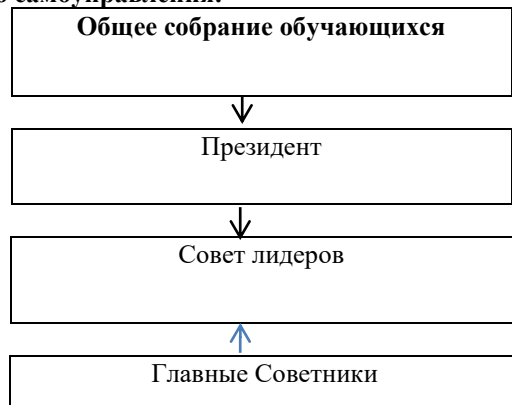 самоуправления.
Общее собрание обучающихся
Президент
Совет лидеров
Главные Советники